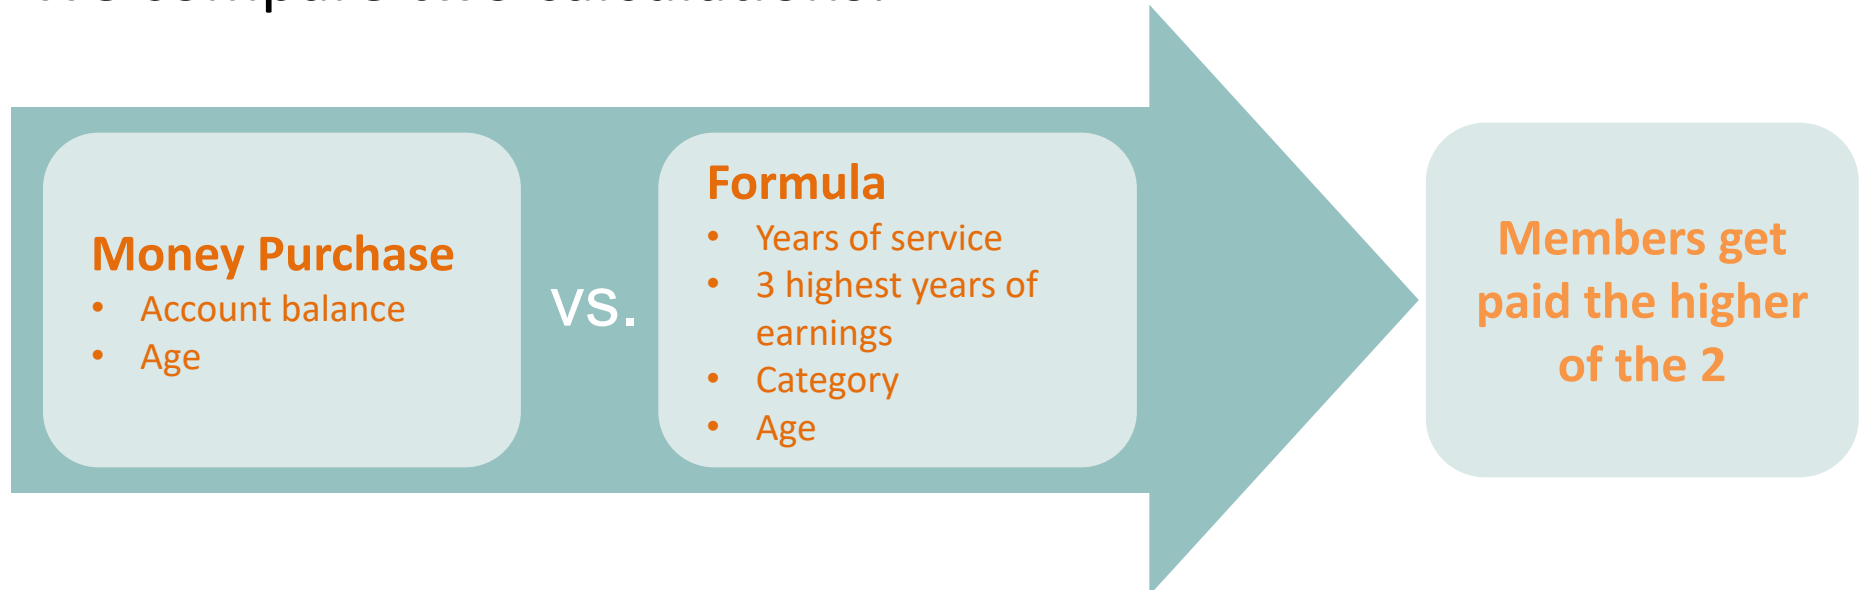 Money Purchase
• Account balance
• Age
vs.
Formula
• Years of service
• 3 highest years of
earnings
• Category
• Age
Members get
paid the higher
of the 2